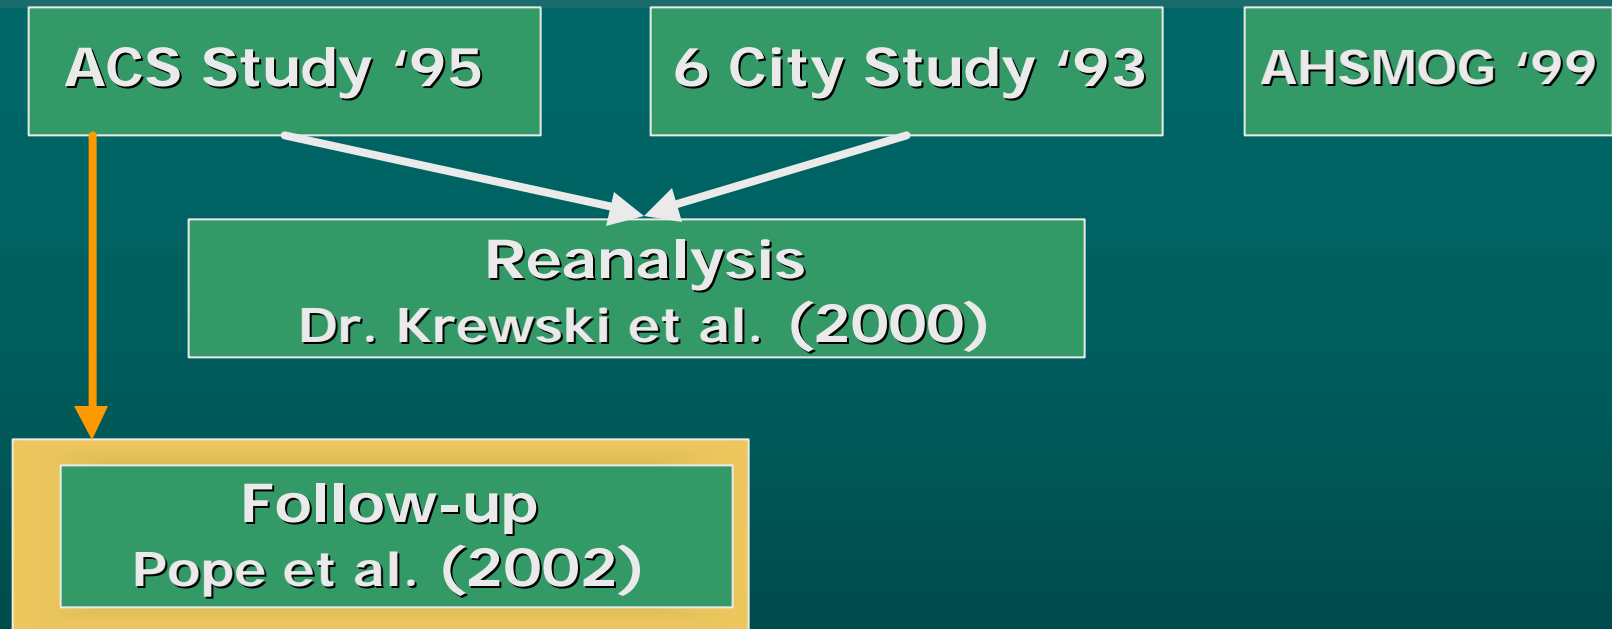 ACS Study ‘95
6 City Study ‘93
AHSMOG ‘99
Reanalysis
Dr. Krewski et al. (2000)
Follow-up
Pope et al. (2002)